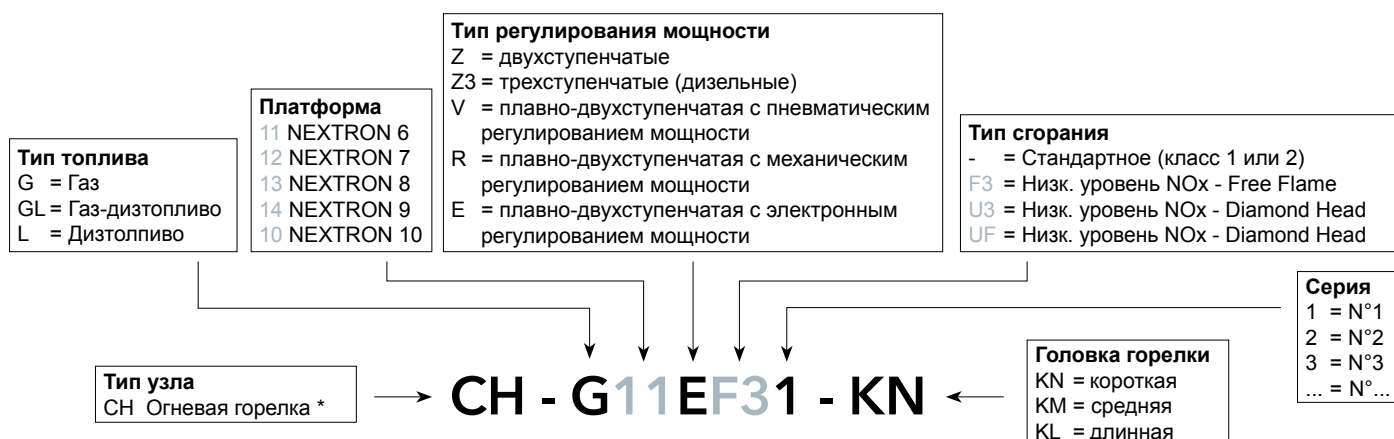 Тип регулирования мощности
Z = двухступенчатые
Z3 = трехступенчатые (дизельные)
V = плавно-двухступенчатая с пневматическим
регулированием мощности
R = плавно-двухступенчатая с механическим
регулированием мощности
E = плавно-двухступенчатая с электронным
регулированием мощности
Платформа
11 NEXTRON 6
12 NEXTRON 7
13 NEXTRON 8
14 NEXTRON 9
10 NEXTRON 10
Тип сгорания
- = Стандартное (класс 1 или 2)
F3 = Низк. уровень NOx - Free Flame
U3 = Низк. уровень NOx - Diamond Head
UF = Низк. уровень NOx - Diamond Head
Тип топлива
G = Газ
GL = Газ-дизтопливо
L = Дизтолпиво
Серия
1 = N°1
2 = N°2
3 = N°3
... = N°...
Тип узла
CH Огневая горелка *
CH - G11EF31 - KN
Головка горелки
KN = короткая
KM = средняя
KL = длинная